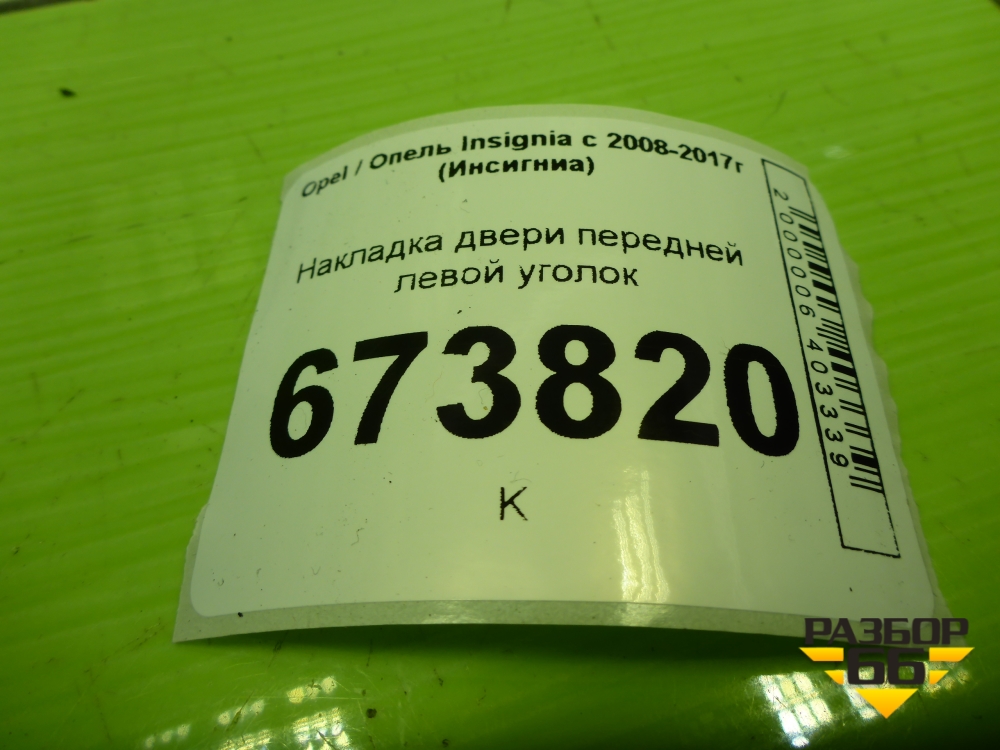 Opel / Опель Insignia с 2008-2017г
(Инсигниа)
Накладка двери передней
левой уголок
673820
К
2000006403339
РАЗБОР
66